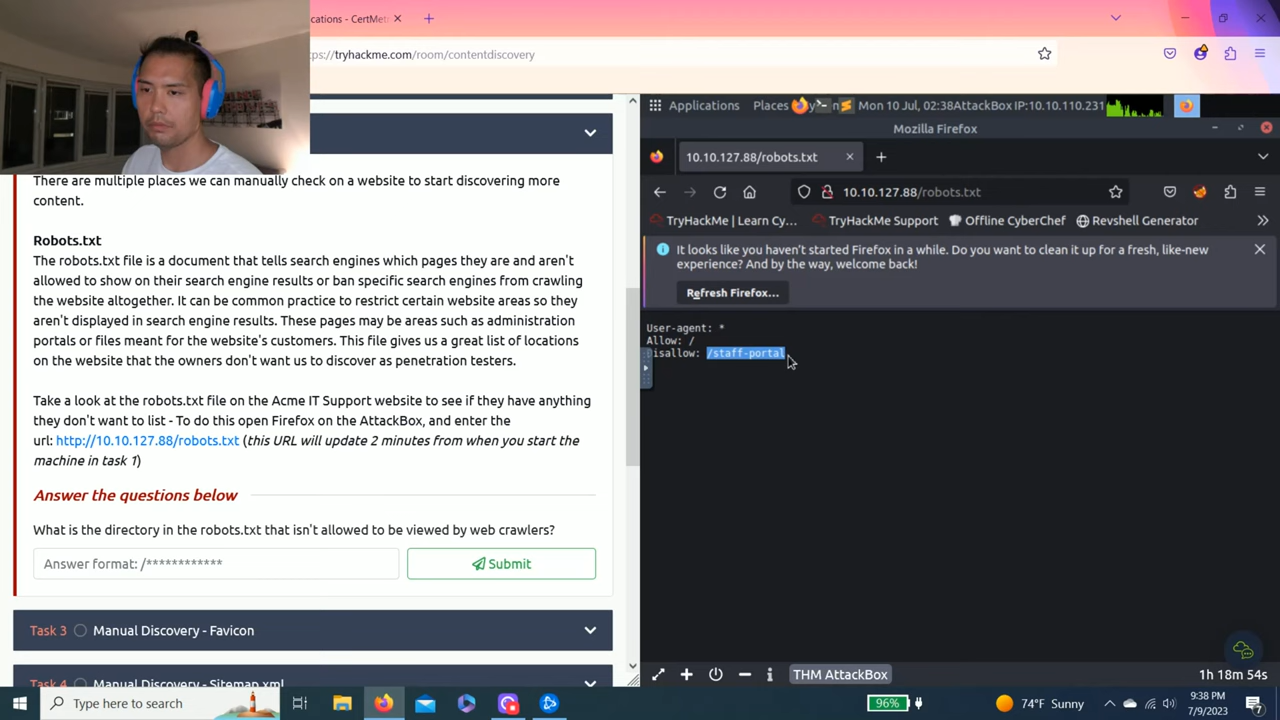 ications - CertMet
ps://tryhackme.com/room/contentdiscovery
There are multiple places we can manually check on a website to start discovering more
content.
Robots.txt
The robots.txt file is a document that tells search engines which pages they are and aren't
allowed to show on their search engine results or ban specific search engines from crawling
the website altogether. It can be common practice to restrict certain website areas so they
aren't displayed in search engine results. These pages may be areas such as administration
portals or files meant for the website's customers. This file gives us a great list of locations
on the website that the owners don't want us to discover as penetration testers.
Take a look at the robots.txt file on the Acme IT Support website to see if they have anything
they don't want to list - To do this open Firefox on the AttackBox, and enter the
url: http://10.10.127.88/robots.txt (this URL will update 2 minutes from when you start the
machine in task 1)
Answer the questions below
What is the directory in the robots.txt that isn't allowed to be viewed by web crawlers?
Answer format: /************
Submit
Task 3 Manual Discovery - Favicon
Task 4 Manual Discovery - Sitemap.xml
Applications Places Mon 10 Jul, 02:38 AttackBox IP:10.10.110.231
Mozilla Firefox
10.10.127.88/robots.txt
10.10.127.88/robots.txt
TryHackMe | Learn Cy... TryHackMe Support Offline CyberChef Revshell Generator
It looks like you haven't started Firefox in a while. Do you want to clean it up for a fresh, like-new
experience? And by the way, welcome back!
Refresh Firefox...
User-agent: *
Allow: /
Disallow: /staff-portal
THM AttackBox
1h 18m 54s
Type here to search
96%
74°F Sunny
9:38 PM
7/9/2023
7